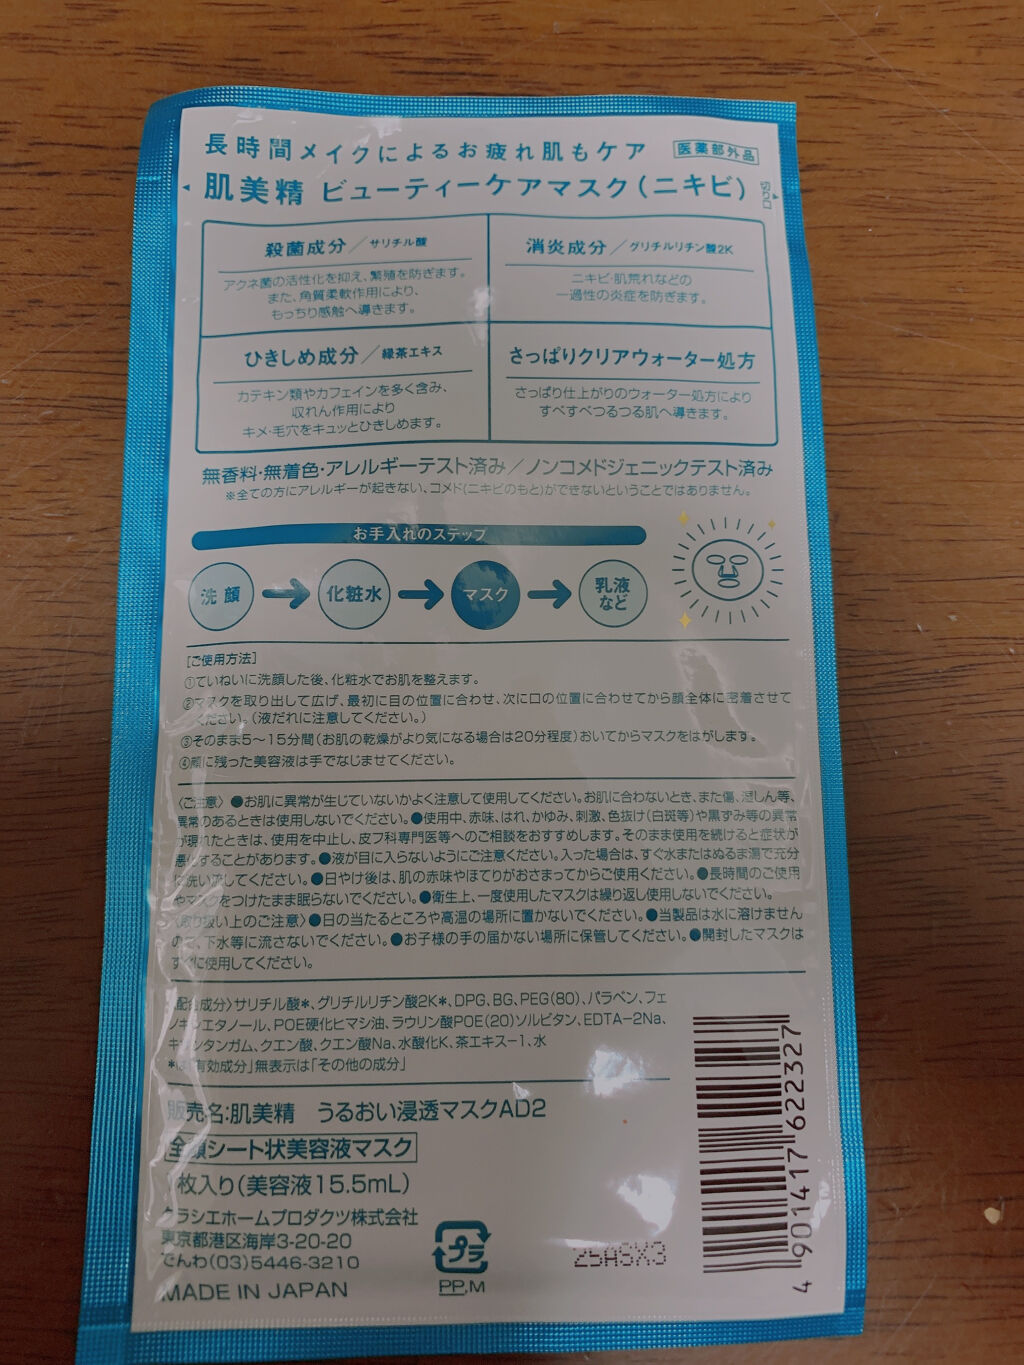 長時間メイクによるお疲れ肌もケア 医薬部外品
肌美精 ビューティーケアマスク(ニキビ)
殺菌成分/サリチル酸
アクネ菌の活性化を抑え、繁殖を防ぎます。
また、角質柔軟作用により、
もっちり感触へ導きます。
消炎成分/グリチルリチン酸2K
ニキビ・肌荒れなどの
一過性の炎症を防ぎます。
ひきしめ成分/緑茶エキス
カテキン類やカフェインを多く含み、
収れん作用により
キメ・毛穴をキュッとひきしめます。
さっぱりクリアウォーター処方
さっぱり仕上がりのウォーター処方により
すべすべつるつる肌へ導きます。
無香料・無着色・アレルギーテスト済み/ノンコメドジェニックテスト済み
※全ての方にアレルギーが起きない、コメド(ニキビのもと)ができないということではありません。
お手入れのステップ
洗顔
化粧水
マスク
乳液
など
[ご使用方法]
①ていねいに洗顔した後、化粧水でお肌を整えます。
②マスクを取り出して広げ、最初に目の位置に合わせ、次に口の位置に合わせてから顔全体に密着させて
ください。(液だれに注意してください。)
③そのまま5〜15分間(お肌の乾燥がより気になる場合は20分程度)おいてからマスクをはがします。
④顔に残った美容液は手でなじませてください。
〈ご注意〉●お肌に異常が生じていないかよく注意して使用してください。お肌に合わないとき、また傷、湿しん等、
異常のあるときは使用しないでください。●使用中、赤味、はれ、かゆみ、刺激、色抜け(白斑等)や黒ずみ等の異常
が現れたときは、使用を中止し、皮フ科専門医等へのご相談をおすすめします。そのまま使用を続けると症状が
悪化することがあります。●液が目に入らないようにご注意ください。入った場合は、すぐ水またはぬるま湯で充分
に洗い流してください。●日やけ後は、肌の赤味やほてりがおさまってからご使用ください。●長時間のご使用
やマスクをつけたまま眠らないでください。●衛生上、一度使用したマスクは繰り返し使用しないでください。
〈取り扱い上のご注意〉●日の当たるところや高温の場所に置かないでください。●当製品は水に溶けません
ので、下水等に流さないでください。●お子様の手の届かない場所に保管してください。●開封したマスクは
すぐに使用してください。
〈配合成分〉サリチル酸*、グリチルリチン酸2K*、DPG、BG、PEG(80)、パラベン、フェ
ノキシエタノール、POE硬化ヒマシ油、ラウリン酸POE(20)ソルビタン、EDTA-2Na、
キサンタンガム、クエン酸、クエン酸Na、水酸化K、茶エキス-1、水
*は「有効成分」無表示は「その他の成分」
販売名:肌美精 うるおい浸透マスクAD2
全顔シート状美容液マスク
1枚入り(美容液15.5mL)
クラシエホームプロダクツ株式会社
東京都港区海岸3-20-20
でんわ(03)5446-3210
MADE IN JAPAN
プラ
PP,M
25ASX3
4 901417 622327